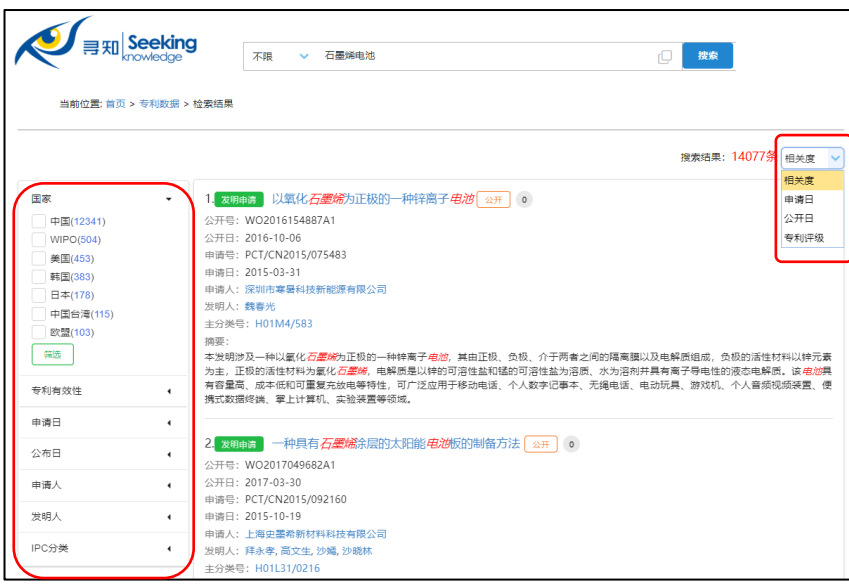 寻知 Seeking
knowledge
不限 石墨烯电池 搜索
当前位置: 首页 > 专利数据 > 检索结果
搜索结果: 14077条 相关度
相关度
申请日
公开日
专利评级
国家
中国(12341)
WIPO(504)
美国(453)
韩国(383)
日本(178)
中国台湾(115)
欧盟(103)
筛选
专利有效性
申请日
公布日
申请人
发明人
IPC分类
1. 发明申请 以氧化石墨烯为正极的一种锌离子电池 公开 0
公开号: WO2016154887A1
公开日: 2016-10-06
申请号: PCT/CN2015/075483
申请日: 2015-03-31
申请人: 深圳市寒暑科技新能源有限公司
发明人: 魏春光
主分类号: H01M4/583
摘要:
本发明涉及一种以氧化石墨烯为正极的一种锌离子电池，其由正极、负极、介于两者之间的隔离膜以及电解质组成，负极的活性材料以锌元素
为主，正极的活性材料为氧化石墨烯，电解质是以锌的可溶性盐和锰的可溶性盐为溶质、水为溶剂并具有离子导电性的液态电解质。该电池具
有容量高、成本低和可重复充放电等特性，可广泛应用于移动电话、个人数字记事本、无绳电话、电动玩具、游戏机、个人音频视频装置、便
携式数据终端、掌上计算机、实验装置等领域。
2. 发明申请 一种具有石墨烯涂层的太阳能电池板的制备方法 公开 0
公开号: WO2017049682A1
公开日: 2017-03-30
申请号: PCT/CN2015/092160
申请日: 2015-10-19
申请人: 上海史墨希新材料科技有限公司
发明人: 拜永孝, 高文生, 沙嫣, 沙晓林
主分类号: H01L31/0216